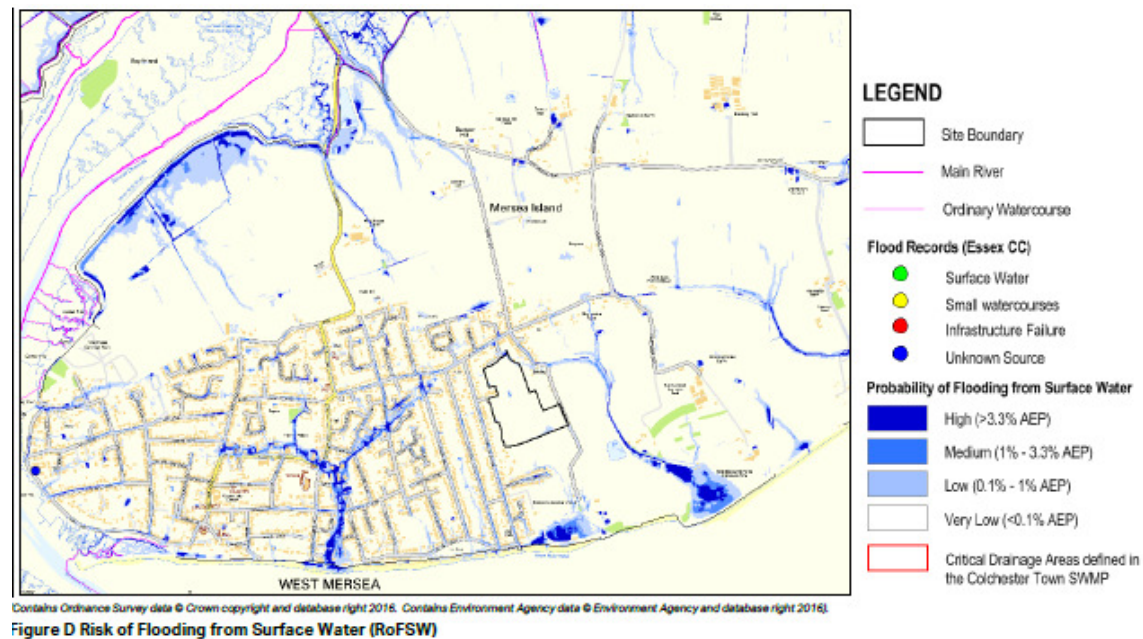 Mersea Island
WEST MERSEA
LEGEND
Site Boundary
Main River
Ordinary Watercourse
Flood Records (Essex CC)
Surface Water
Small watercourses
Infrastructure Failure
Unknown Source
Probability of Flooding from Surface Water
High (>3.3% AEP)
Medium (1% - 3.3% AEP)
Low (0.1% - 1% AEP)
Very Low (<0.1% AEP)
Critical Drainage Areas defined in
the Colchester Town SWMP
Contains Ordnance Survey data © Crown copyright and database right 2016. Contains Environment Agency data © Environment Agency and database right 2016).
Figure D Risk of Flooding from Surface Water (RoFSW)